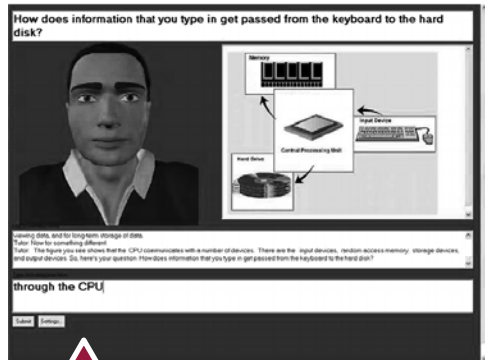 How does information that you type in get passed from the keyboard to the hard
disk?
Memory
Input Device
Central Processing Unit
Hard Drive
viewing data, and for long-term storage of data.
Tutor: Now for something different
Tutor: The figure you see shows that the CPU communicates with a number of devices. There are the input devices, random access memory, storage devices,
and output devices. So, here's your question: How does information that you type in get passed from the keyboard to the hard disk?
through the CPU
Submit Settings...